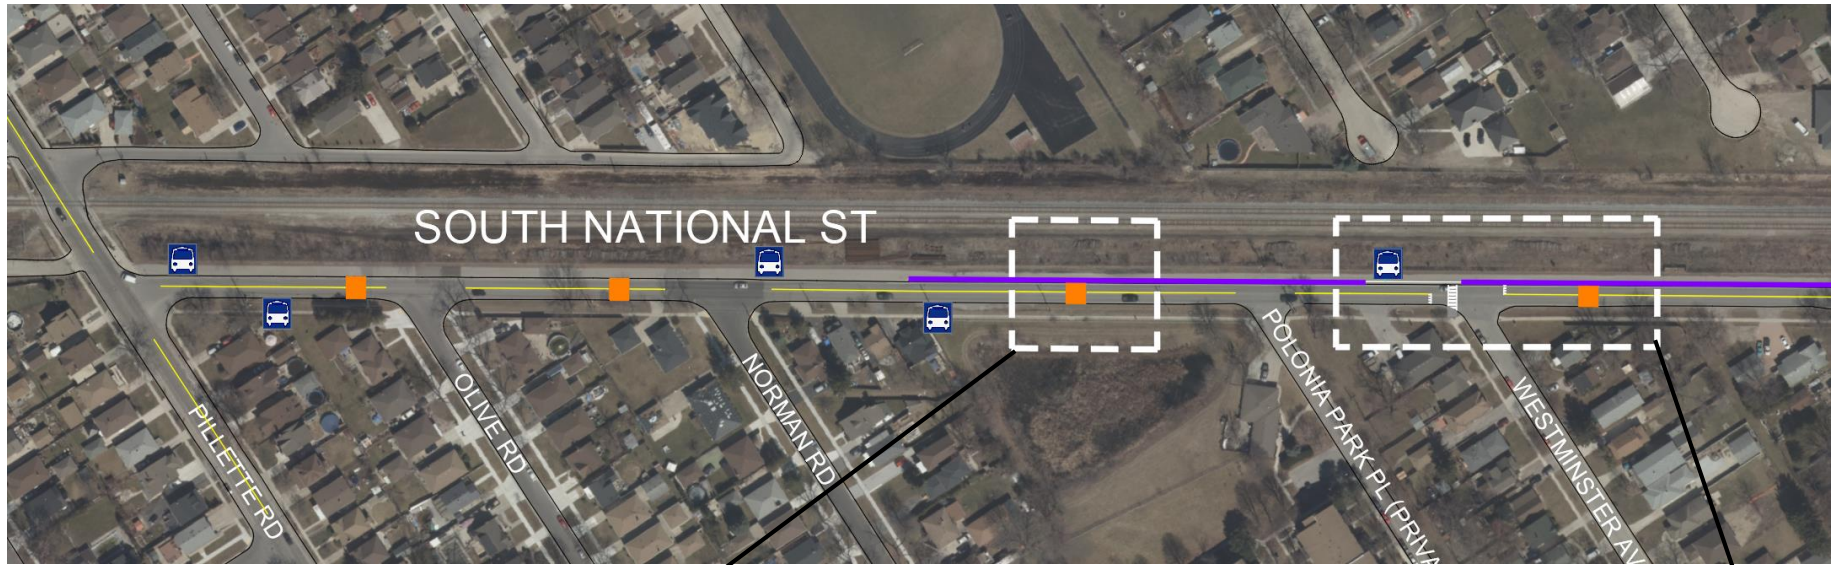 SOUTH NATIONAL ST
PILLETTE RD
OLIVE RD
NORMAN RD
POLONIA PARK PL (PRIVA
WESTMINSTER AV